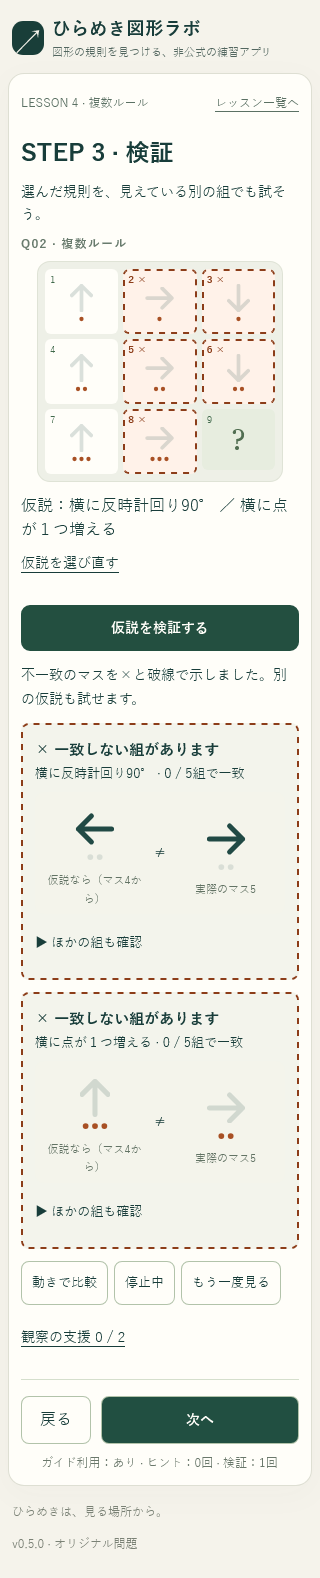 ひらめき図形ラボ
図形の規則を見つける、非公式の練習アプリ
LESSON 4 · 複数ルール
レッスン一覧へ
STEP 3 · 検証
選んだ規則を、見えている別の組でも試そ
う。
Q02 · 複数ルール
1
2 ×
3 ×
4
5 ×
6 ×
7
8 ×
9
?
仮説：横に反時計回り90° ／ 横に点
が１つ増える
仮説を選び直す
仮説を検証する
不一致のマスを×と破線で示しました。別
の仮説も試せます。
× 一致しない組があります
横に反時計回り90° · 0 / 5組で一致
≠
仮説なら（マス4か
ら）
実際のマス5
▶ ほかの組も確認
× 一致しない組があります
横に点が１つ増える · 0 / 5組で一致
≠
仮説なら（マス4か
ら）
実際のマス5
▶ ほかの組も確認
動きで比較
停止中
もう一度見る
観察の支援 0 / 2
戻る
次へ
ガイド利用：あり · ヒント：0回 · 検証：1回
ひらめきは、見る場所から。
v0.5.0 · オリジナル問題